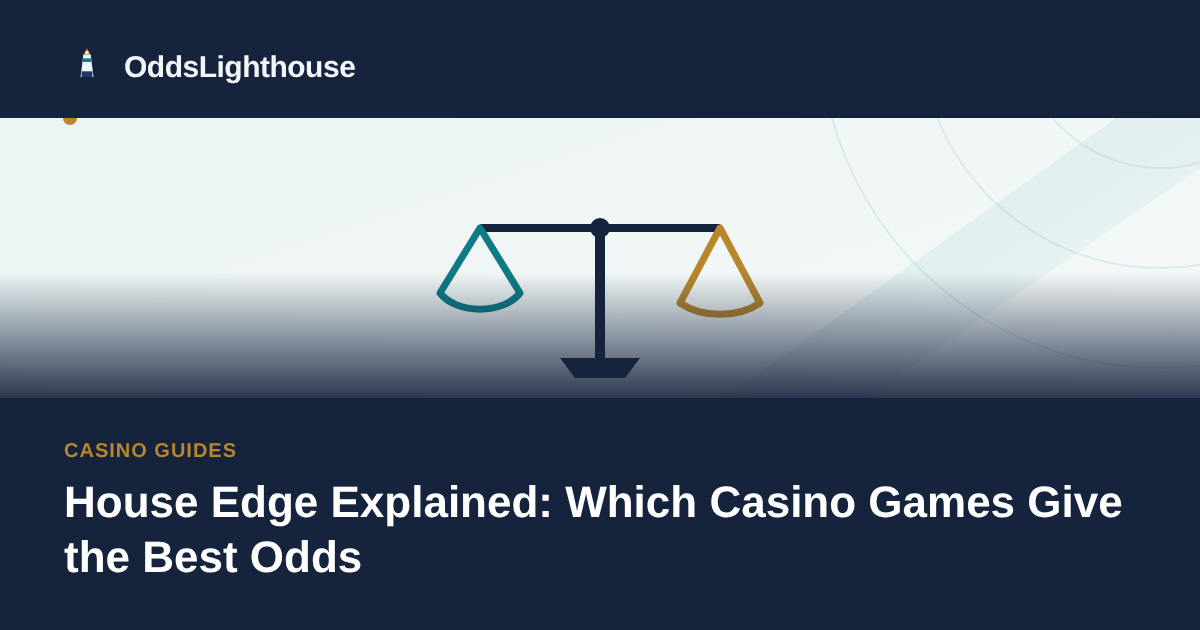 OddsLighthouse
CASINO GUIDES
House Edge Explained: Which Casino Games Give
the Best Odds